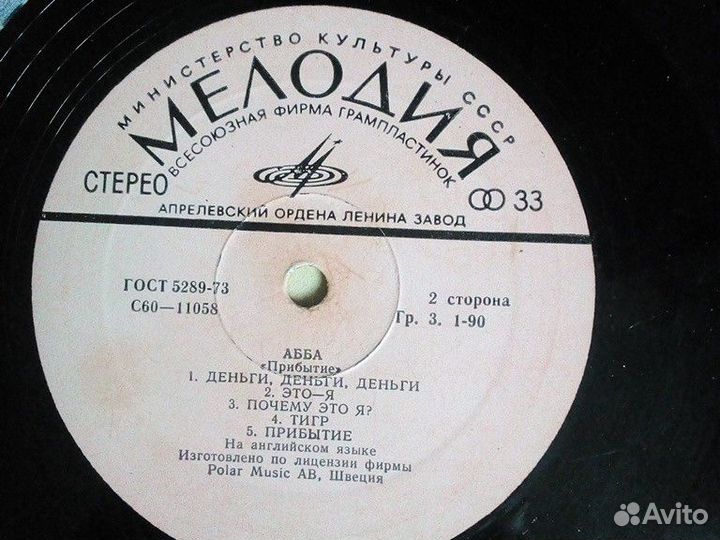 МИНИСТЕРСТВО КУЛЬТУРЫ СССР
МЕЛОДИЯ
ВСЕСОЮЗНАЯ ФИРМА ГРАМПЛАСТИНОК
СТЕРЕО
33
АПРЕЛЕВСКИЙ ОРДЕНА ЛЕНИНА ЗАВОД
ГОСТ 5289-73
С60—11058
2 сторона
Гр. 3. 1-90
АББА
«Прибытие»
1. ДЕНЬГИ, ДЕНЬГИ, ДЕНЬГИ
2. ЭТО—Я
3. ПОЧЕМУ ЭТО Я?
4. ТИГР
5. ПРИБЫТИЕ
На английском языке
Изготовлено по лицензии фирмы
Polar Music AB, Швеция
Avito